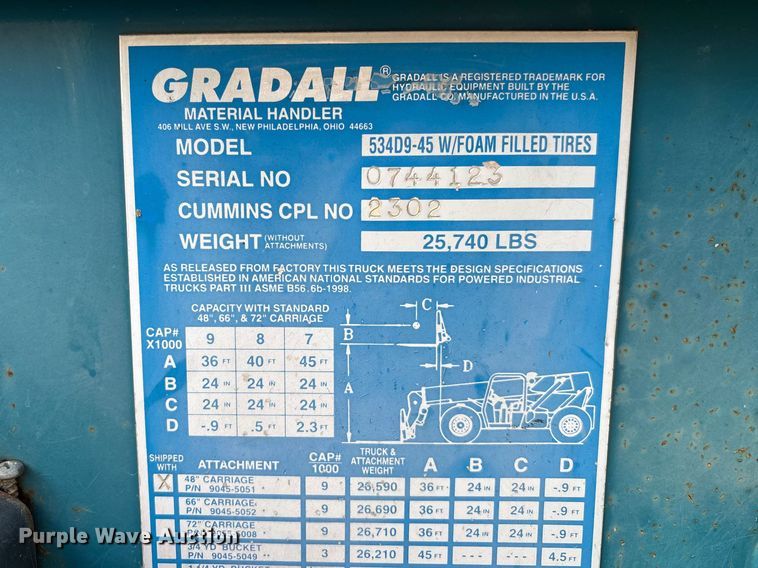 GRADALL®
GRADALL IS A REGISTERED TRADEMARK FOR
HYDRAULIC EQUIPMENT BUILT BY THE
GRADALL CO. MANUFACTURED IN THE U.S.A.
MATERIAL HANDLER
406 MILL AVE S.W., NEW PHILADELPHIA, OHIO 44663
MODEL 534D9-45 W/FOAM FILLED TIRES
SERIAL NO 0744123
CUMMINS CPL NO 2302
WEIGHT (WITHOUT ATTACHMENTS) 25,740 LBS
AS RELEASED FROM FACTORY THIS TRUCK MEETS THE DESIGN SPECIFICATIONS
ESTABLISHED IN AMERICAN NATIONAL STANDARDS FOR POWERED INDUSTRIAL
TRUCKS PART III ASME B56.6b-1998.
CAPACITY WITH STANDARD
48", 66", & 72" CARRIAGE
CAP# X1000 9 8 7
A 36 FT 40 FT 45 FT
B 24 IN 24 IN 24 IN
C 24 IN 24 IN 24 IN
D -.9 FT .5 FT 2.3 FT
C
B
D
A
SHIPPED WITH ATTACHMENT CAP# 1000 TRUCK & ATTACHMENT WEIGHT A B C D
X 48" CARRIAGE P/N 9045-5051 9 26,590 36 FT 24 IN 24 IN -.9 FT
66" CARRIAGE P/N 9045-5052 9 26,690 36 FT 24 IN 24 IN -.9 FT
72" CARRIAGE 9 26,710 36 FT 24 IN 24 IN -.9 FT
3/4 YD BUCKET P/N 9045-5049 3 26,210 45 FT --- --- 4.5 FT
Purple Wave Auction